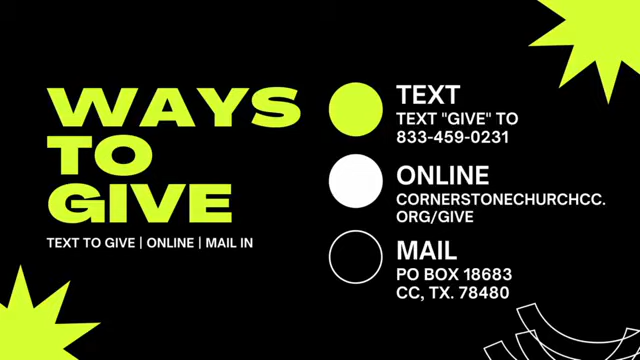 WAYS
TO
GIVE
TEXT TO GIVE | ONLINE | MAIL IN
TEXT
TEXT "GIVE" TO
833-459-0231
ONLINE
CORNERSTONECHURCHCC.
ORG/GIVE
MAIL
PO BOX 18683
CC, TX. 78480